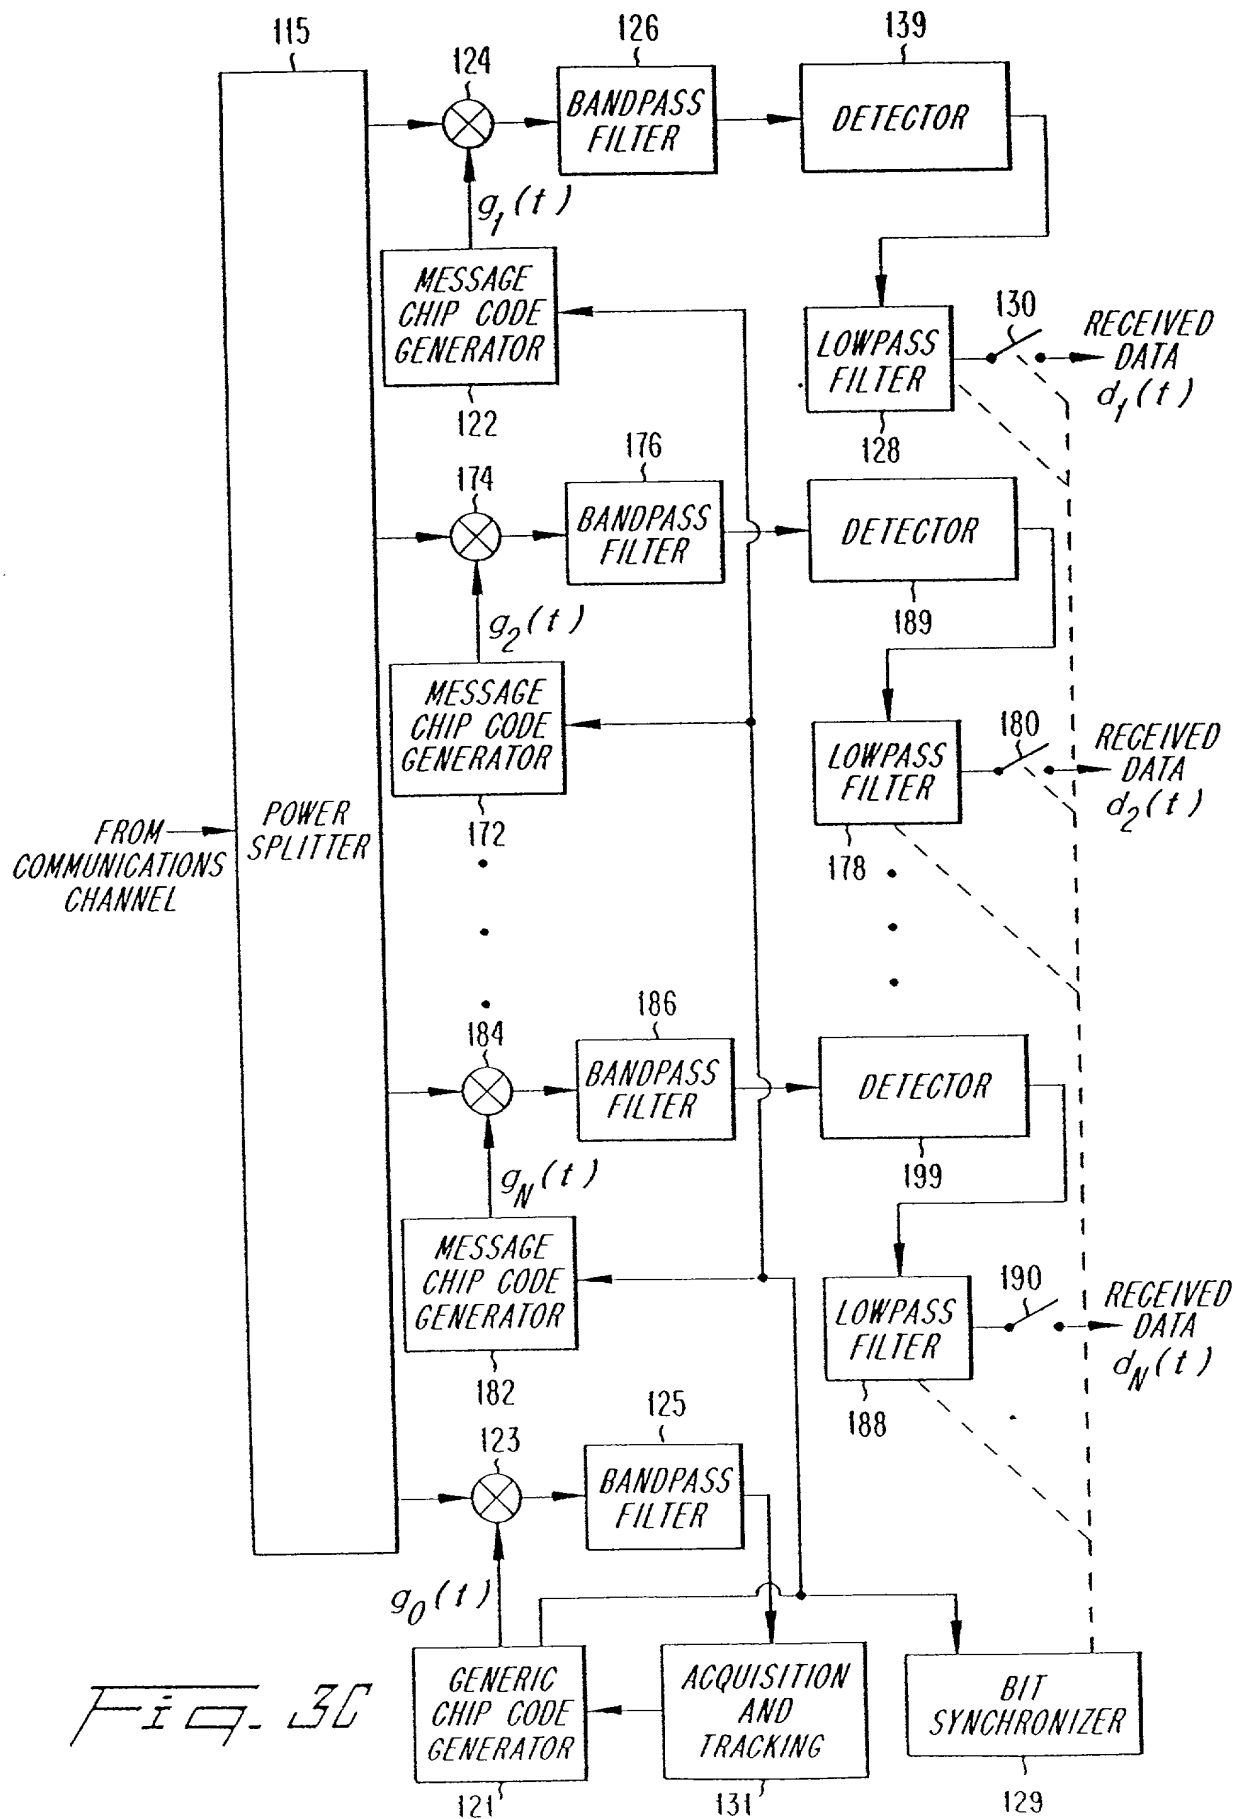 115
124
126
139
BANDPASS
FILTER
DETECTOR
g1(t)
MESSAGE
CHIP CODE
GENERATOR
122
LOWPASS
FILTER
128
130
RECEIVED
DATA
d1(t)
174
176
BANDPASS
FILTER
DETECTOR
189
g2(t)
MESSAGE
CHIP CODE
GENERATOR
172
LOWPASS
FILTER
178
180
RECEIVED
DATA
d2(t)
FROM
COMMUNICATIONS
CHANNEL
POWER
SPLITTER
184
186
BANDPASS
FILTER
DETECTOR
199
gN(t)
MESSAGE
CHIP CODE
GENERATOR
182
LOWPASS
FILTER
188
190
RECEIVED
DATA
dN(t)
123
125
BANDPASS
FILTER
g0(t)
GENERIC
CHIP CODE
GENERATOR
121
ACQUISITION
AND
TRACKING
131
BIT
SYNCHRONIZER
129
Fig. 3C